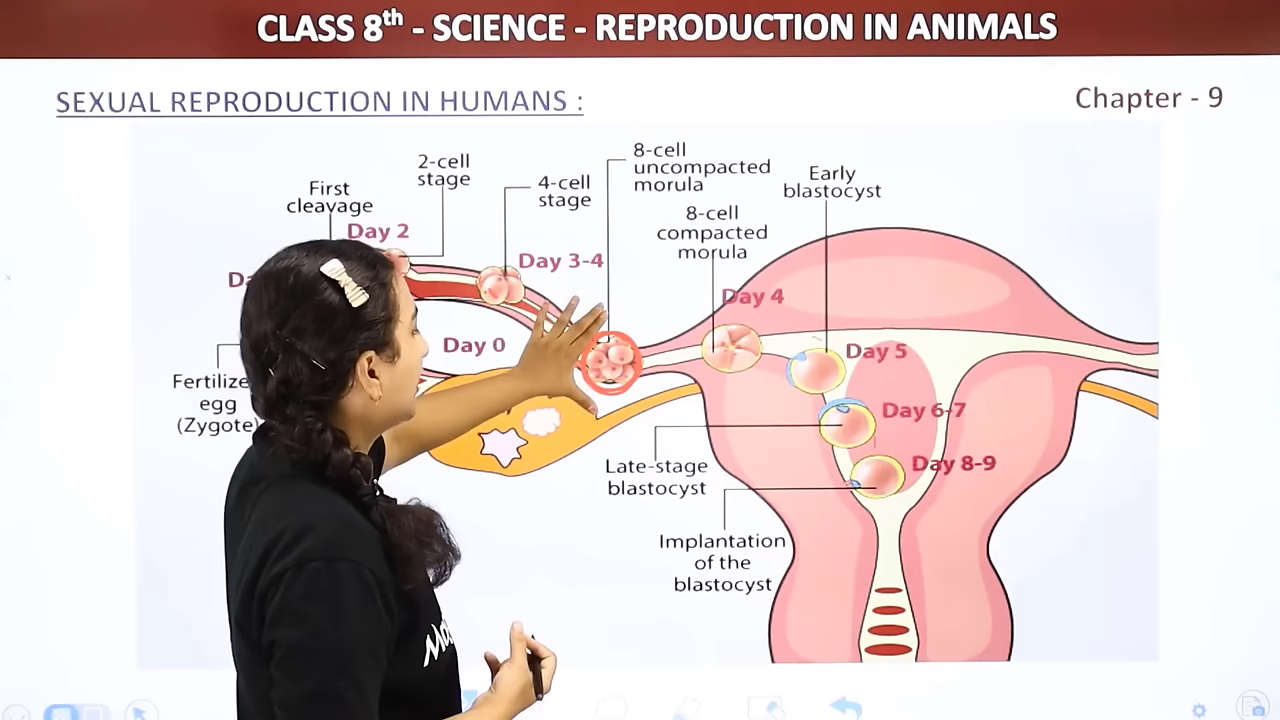 CLASS 8th - SCIENCE - REPRODUCTION IN ANIMALS
SEXUAL REPRODUCTION IN HUMANS :
Chapter - 9
First
cleavage
2-cell
stage
4-cell
stage
8-cell
uncompacted
morula
8-cell
compacted
morula
Early
blastocyst
Day 2
Day 3-4
Day 4
Day 0
Day 5
Day 6-7
Day 8-9
egg
(Zygote)
Late-stage
blastocyst
Implantation
of the
blastocyst